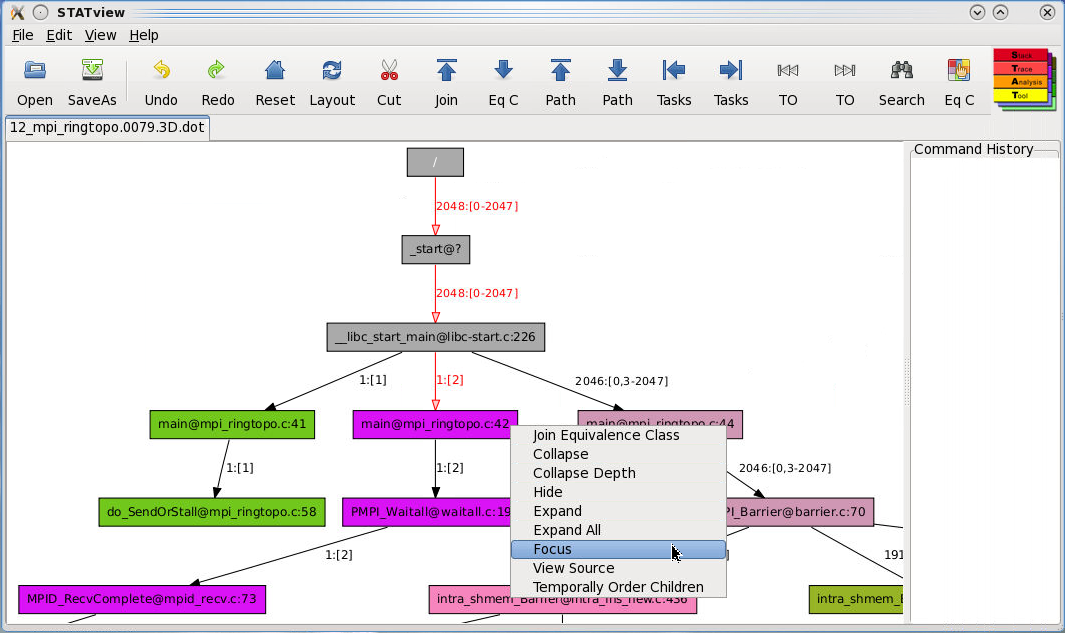 STATview
File Edit View Help
Open SaveAs Undo Redo Reset Layout Cut Join Eq C Path Path Tasks Tasks TO TO Search Eq C
Stack
Trace
Analysis
Tool
12_mpi_ringtopo.0079.3D.dot
Command History
/
2048:[0-2047]
_start@?
2048:[0-2047]
__libc_start_main@libc-start.c:226
1:[1] 1:[2] 2046:[0,3-2047]
main@mpi_ringtopo.c:41 main@mpi_ringtopo.c:42 main@mpi_ringtopo.c:44
Join Equivalence Class
Collapse
Collapse Depth
Hide
Expand
Expand All
Focus
View Source
Temporally Order Children
1:[1] 1:[2] 2046:[0,3-2047]
do_SendOrStall@mpi_ringtopo.c:58 PMPI_Waitall@waitall.c:19 PI_Barrier@barrier.c:70
1:[2] ] 191
MPID_RecvComplete@mpid_recv.c:73 intra_shmem_Barrier@intra_fns_new.c:436 intra_shmem_B